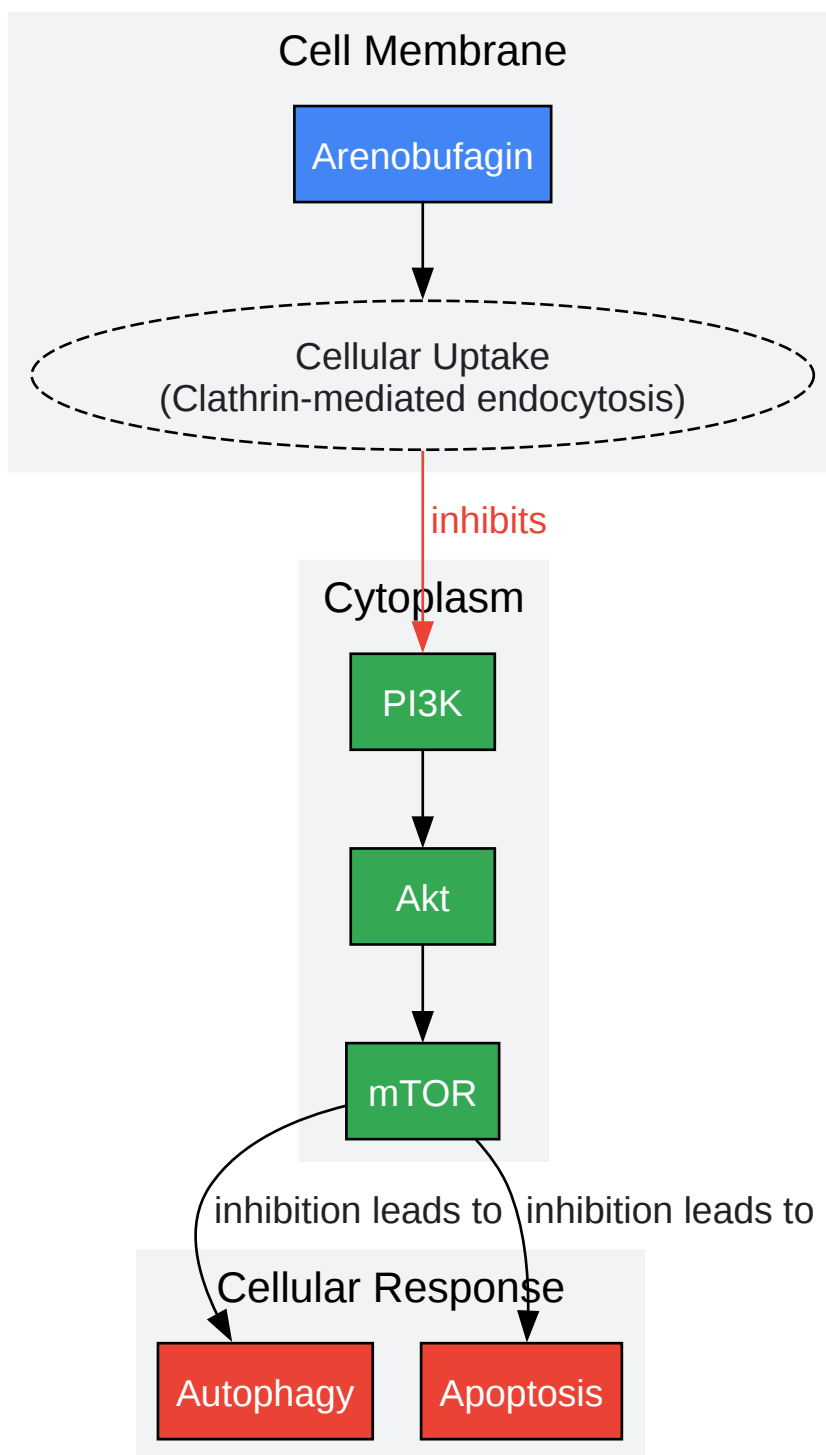 Cell Membrane
Arenobufagin
Cellular Uptake
(Clathrin-mediated endocytosis)
inhibits
Cytoplasm
PI3K
Akt
mTOR
inhibition leads to
inhibition leads to
Cellular Response
Autophagy
Apoptosis